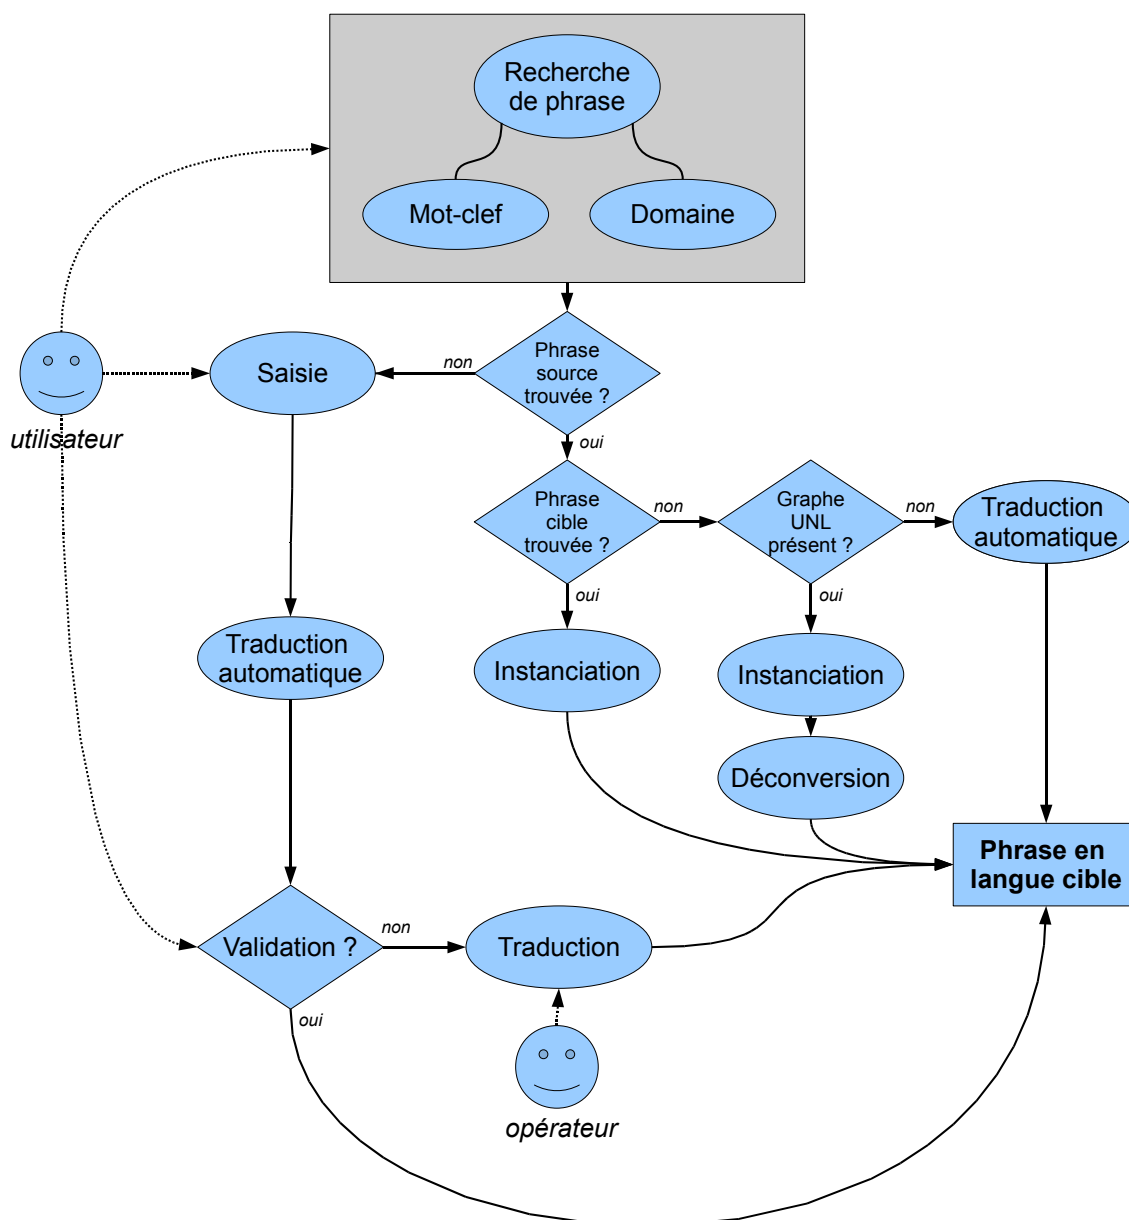 Recherche
de phrase
Mot-clef
Domaine
Phrase
source
trouvée ?
non
Saisie
utilisateur
oui
Phrase
cible
trouvée ?
non
Graphe
UNL
présent ?
non
Traduction
automatique
oui
oui
Traduction
automatique
Instanciation
Instanciation
Déconversion
Phrase en
langue cible
Validation ?
non
Traduction
oui
opérateur